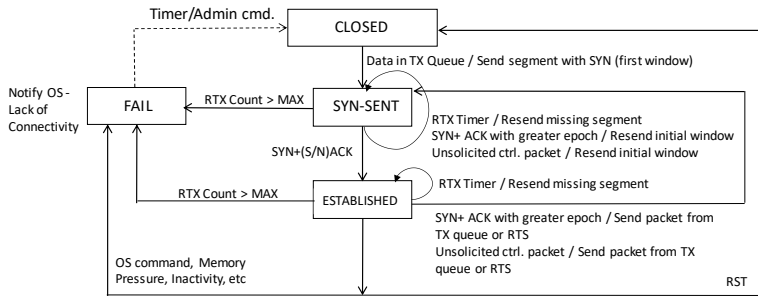 Timer/Admin cmd.
CLOSED
Data in TX Queue / Send segment with SYN (first window)
Notify OS -
Lack of
Connectivity
FAIL
RTX Count > MAX
SYN-SENT
RTX Timer / Resend missing segment
SYN+ ACK with greater epoch / Resend initial window
Unsolicited ctrl. packet / Resend initial window
SYN+(S/N)ACK
RTX Timer / Resend missing segment
RTX Count > MAX
ESTABLISHED
SYN+ ACK with greater epoch / Send packet from
TX queue or RTS
Unsolicited ctrl. packet / Send packet from TX
queue or RTS
OS command, Memory
Pressure, Inactivity, etc
RST